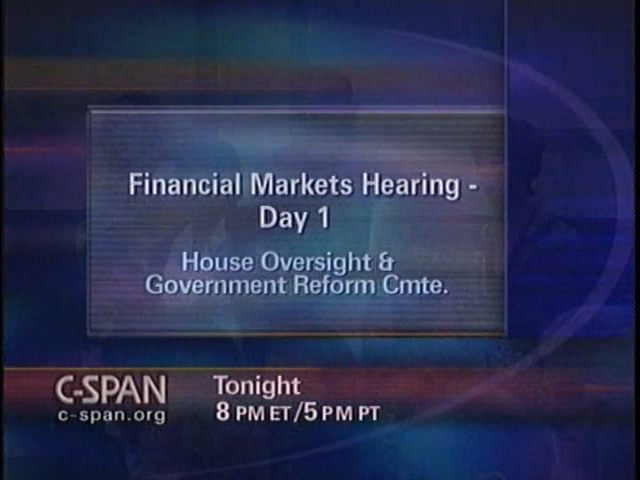 Financial Markets Hearing -
Day 1
House Oversight &
Government Reform Cmte.
C-SPAN
c-span.org
Tonight
8 PM ET/5 PM PT